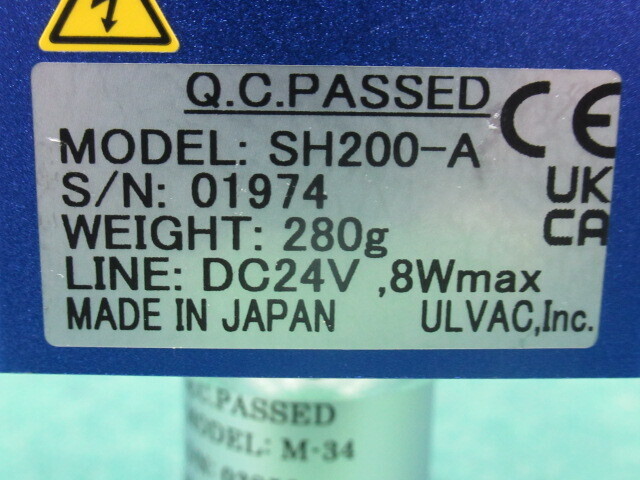 Q.C.PASSED
MODEL: SH200-A
CE
S/N: 01974
UK
CA
WEIGHT: 280g
LINE: DC24V ,8Wmax
MADE IN JAPAN ULVAC,Inc.
Q.C.PASSED
MODEL: M-34